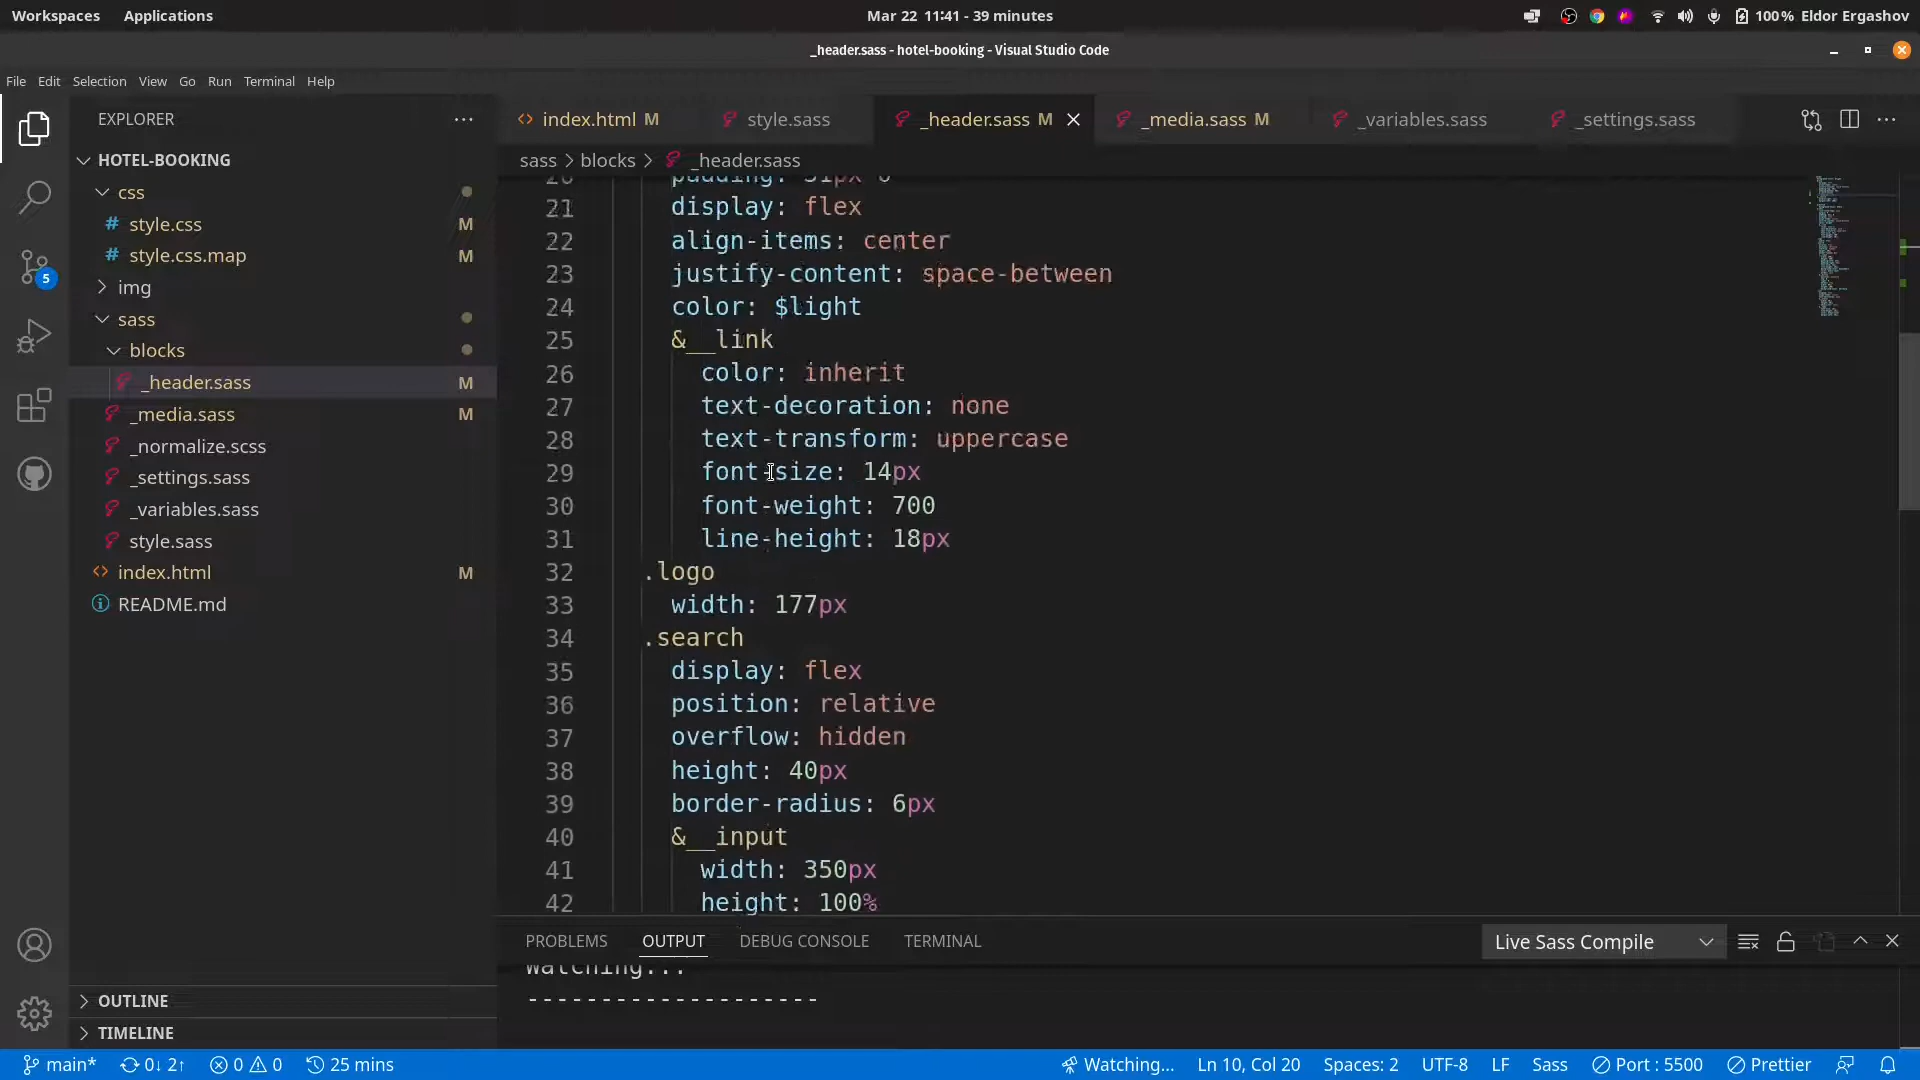 Workspaces Applications Mar 22 11:41 - 39 minutes 100% Eldor Ergashov
_header.sass - hotel-booking - Visual Studio Code
File Edit Selection View Go Run Terminal Help
EXPLORER
index.html M style.sass _header.sass M _media.sass M _variables.sass _settings.sass
HOTEL-BOOKING
sass > blocks > _header.sass
css
style.css M
style.css.map M
img
sass
blocks
_header.sass M
_media.sass M
_normalize.scss
_settings.sass
_variables.sass
style.sass
index.html M
README.md
5
OUTLINE
TIMELINE
20 padding: 31px 0
21 display: flex
22 align-items: center
23 justify-content: space-between
24 color: $light
25 &__link
26 color: inherit
27 text-decoration: none
28 text-transform: uppercase
29 font-size: 14px
30 font-weight: 700
31 line-height: 18px
32 .logo
33 width: 177px
34 .search
35 display: flex
36 position: relative
37 overflow: hidden
38 height: 40px
39 border-radius: 6px
40 &__input
41 width: 350px
42 height: 100%
PROBLEMS OUTPUT DEBUG CONSOLE TERMINAL Live Sass Compile
Watching...
--------------------
main* 0↓ 2↑ 0 0 25 mins Watching... Ln 10, Col 20 Spaces: 2 UTF-8 LF Sass Port : 5500 Prettier